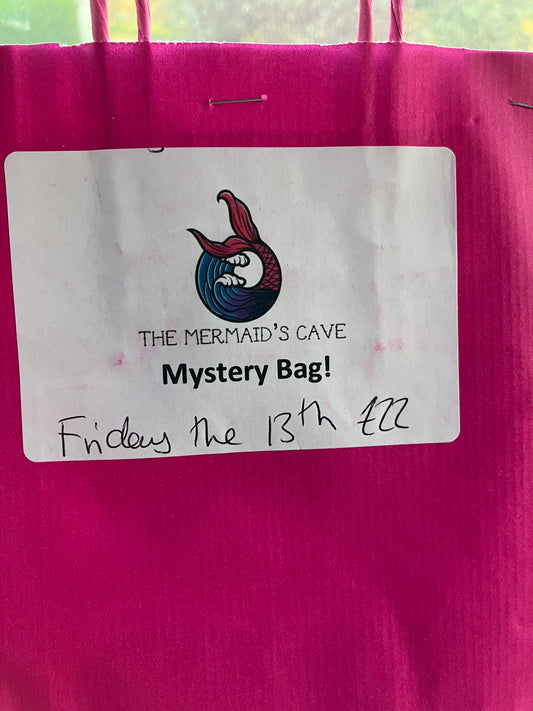 THE MERMAID'S CAVE
Mystery Bag!
Friday the 13th £22